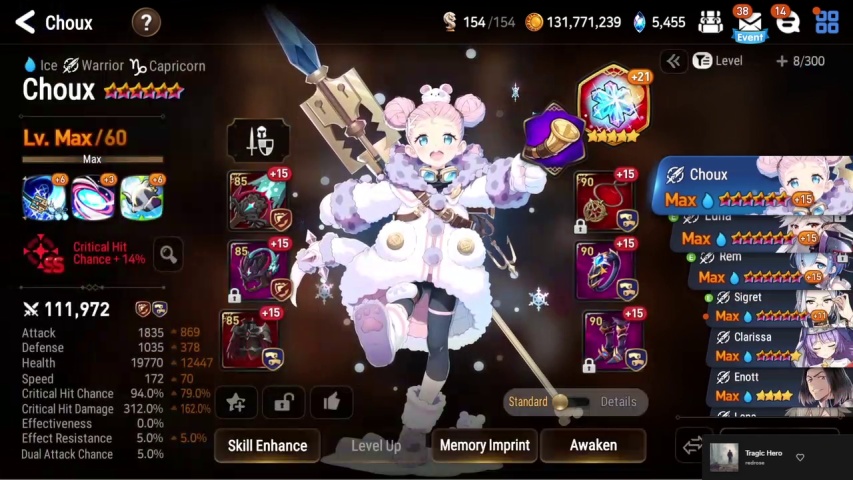 Choux ?
154/154 131,771,239 5,455 38 14
Event
Ice Warrior Capricorn
Choux
Lv. Max/60
Max
+6 +3 +6
Critical Hit
Chance + 14%
SS
111,972
Attack 1835 869
Defense 1035 378
Health 19770 12447
Speed 172 70
Critical Hit Chance 94.0% 79.0%
Critical Hit Damage 312.0% 162.0%
Effectiveness 0.0%
Effect Resistance 5.0% 5.0%
Dual Attack Chance 5.0%
85 +15
85 +15
85 +15
+21
90 +15
90 +15
90 +15
Standard Details
Skill Enhance Level Up Memory Imprint Awaken
Level + 8/300
Choux
Max +15
Luna
Max +15
Rem
Max +15
Sigret
Max
Clarissa
Max
Enott
Max
Tragic Hero
redrose